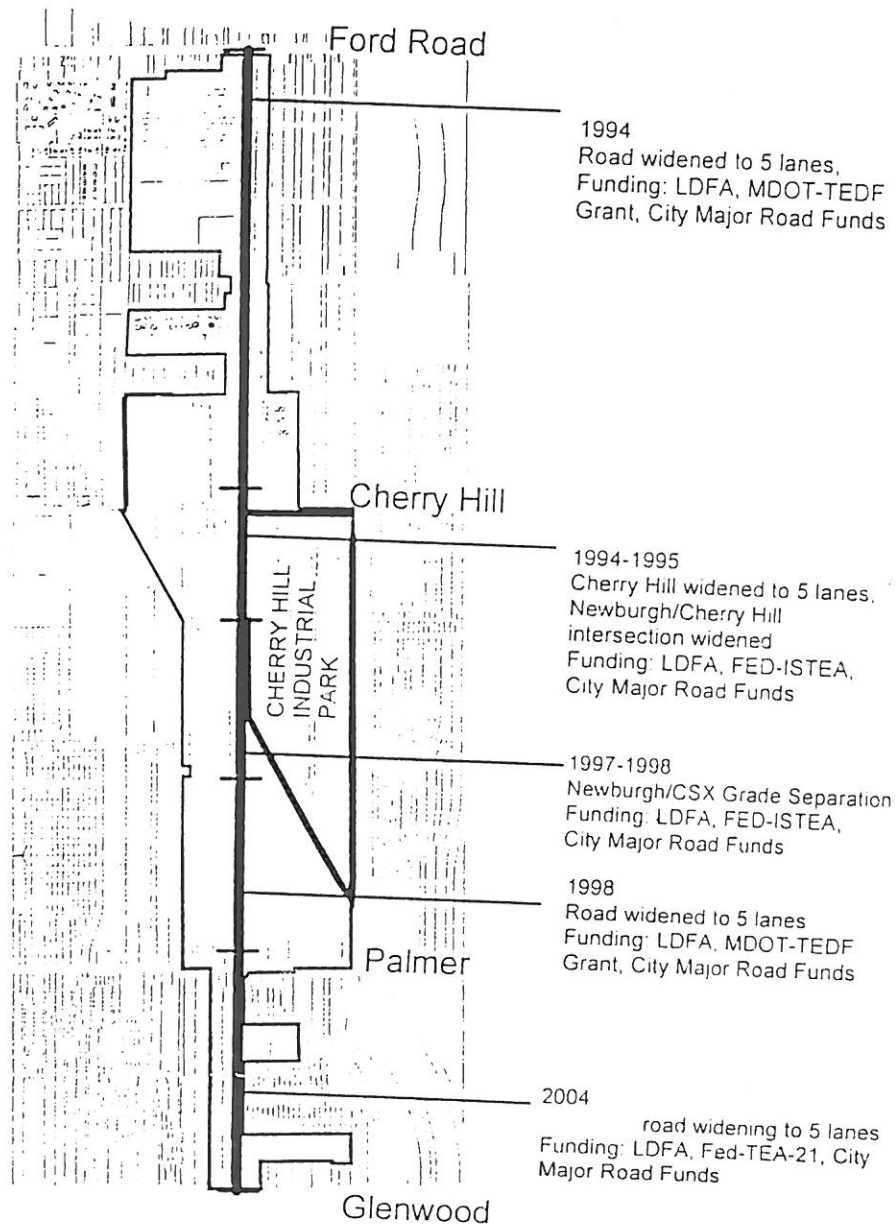 Ford Road
1994
Road widened to 5 lanes,
Funding: LDFA, MDOT-TEDF
Grant, City Major Road Funds
Cherry Hill
CHERRY HILL
INDUSTRIAL
PARK
1994-1995
Cherry Hill widened to 5 lanes,
Newburgh/Cherry Hill
intersection widened
Funding: LDFA, FED-ISTEA,
City Major Road Funds
1997-1998
Newburgh/CSX Grade Separation
Funding: LDFA, FED-ISTEA,
City Major Road Funds
1998
Road widened to 5 lanes
Funding: LDFA, MDOT-TEDF
Grant, City Major Road Funds
Palmer
2004
road widening to 5 lanes
Funding: LDFA, Fed-TEA-21, City
Major Road Funds
Glenwood